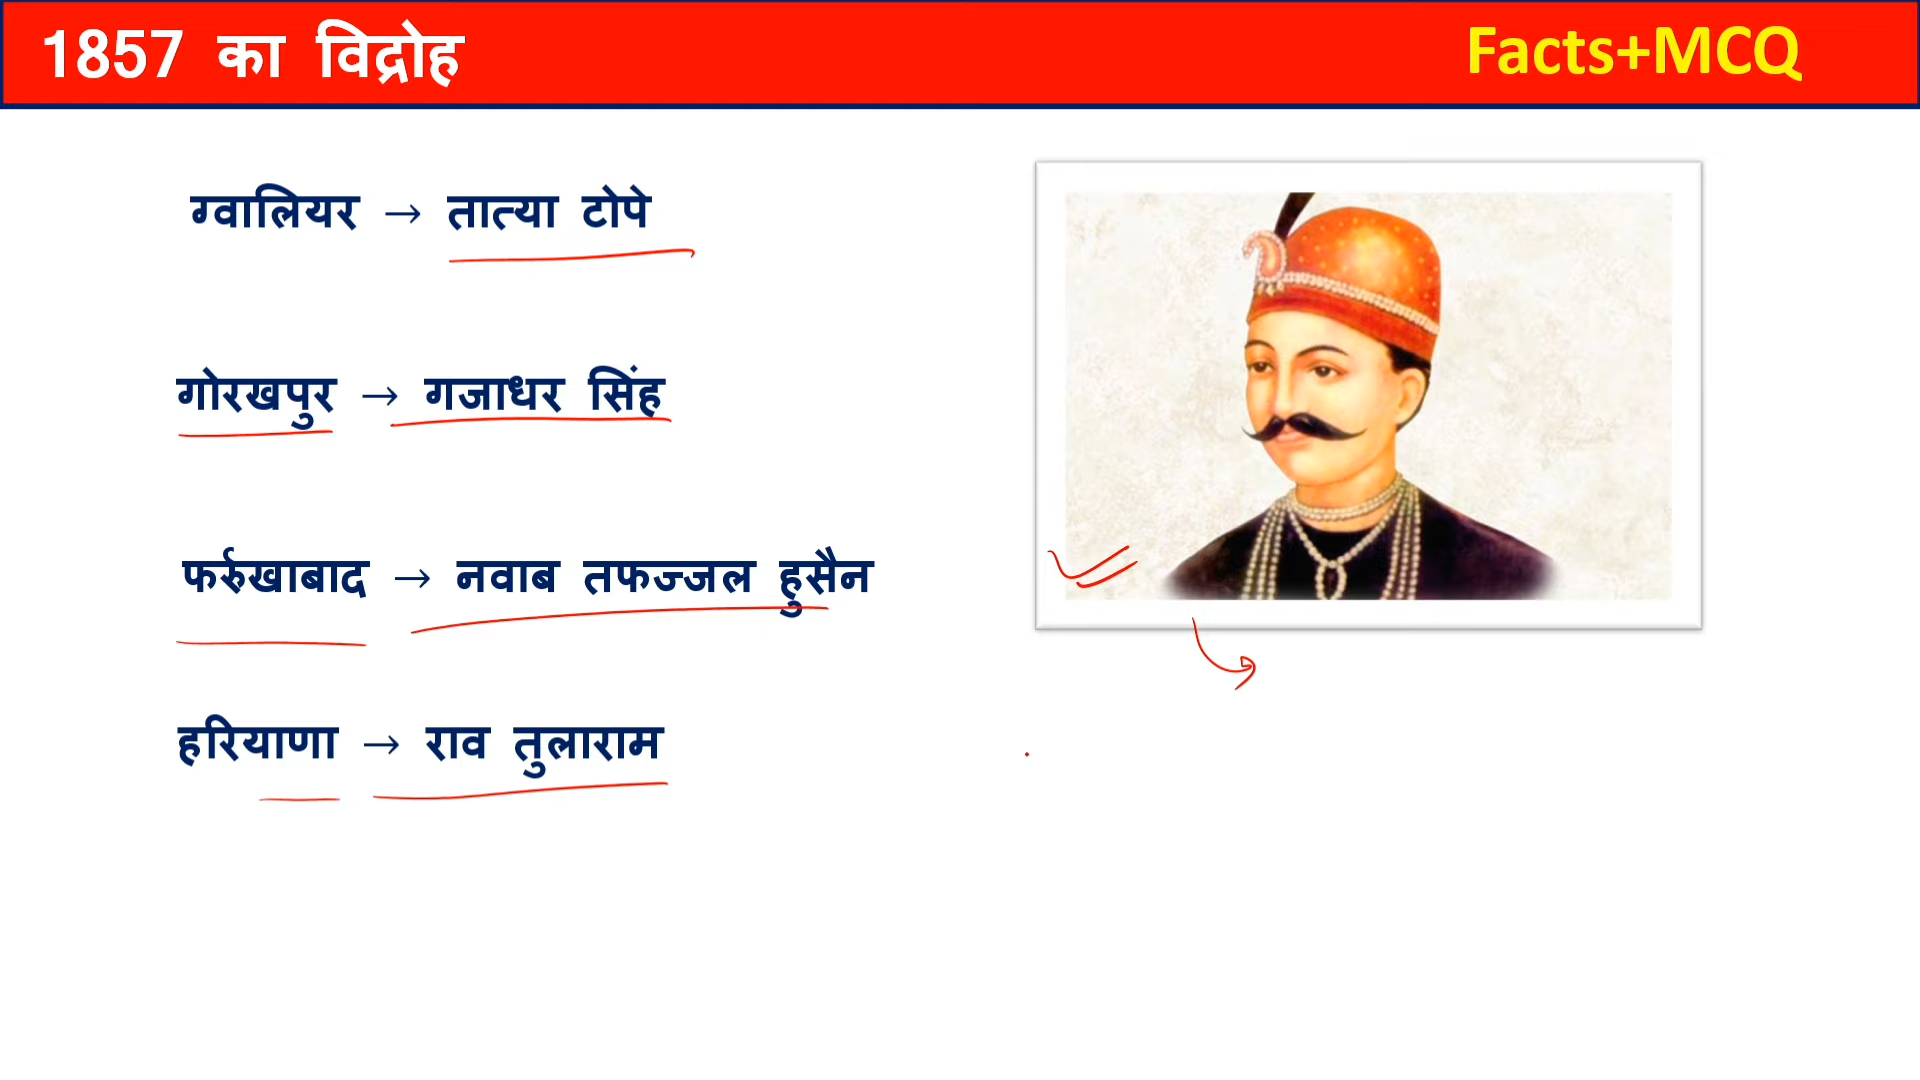 1857 का विद्रोह Facts+MCQ
ग्वालियर → तात्या टोपे
गोरखपुर → गजाधर सिंह
फर्रुखाबाद → नवाब तफज्जल हुसैन
हरियाणा → राव तुलाराम